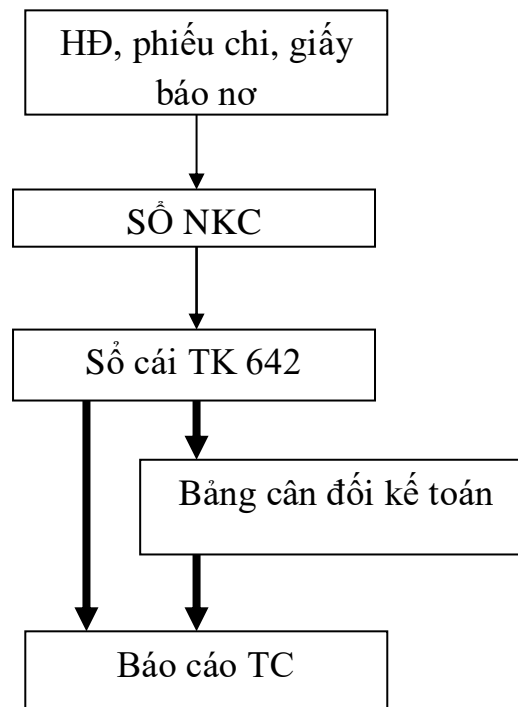 HĐ, phiếu chi, giấy
báo nơ
SỔ NKC
Sổ cái TK 642
Bảng cân đối kế toán
Báo cáo TC